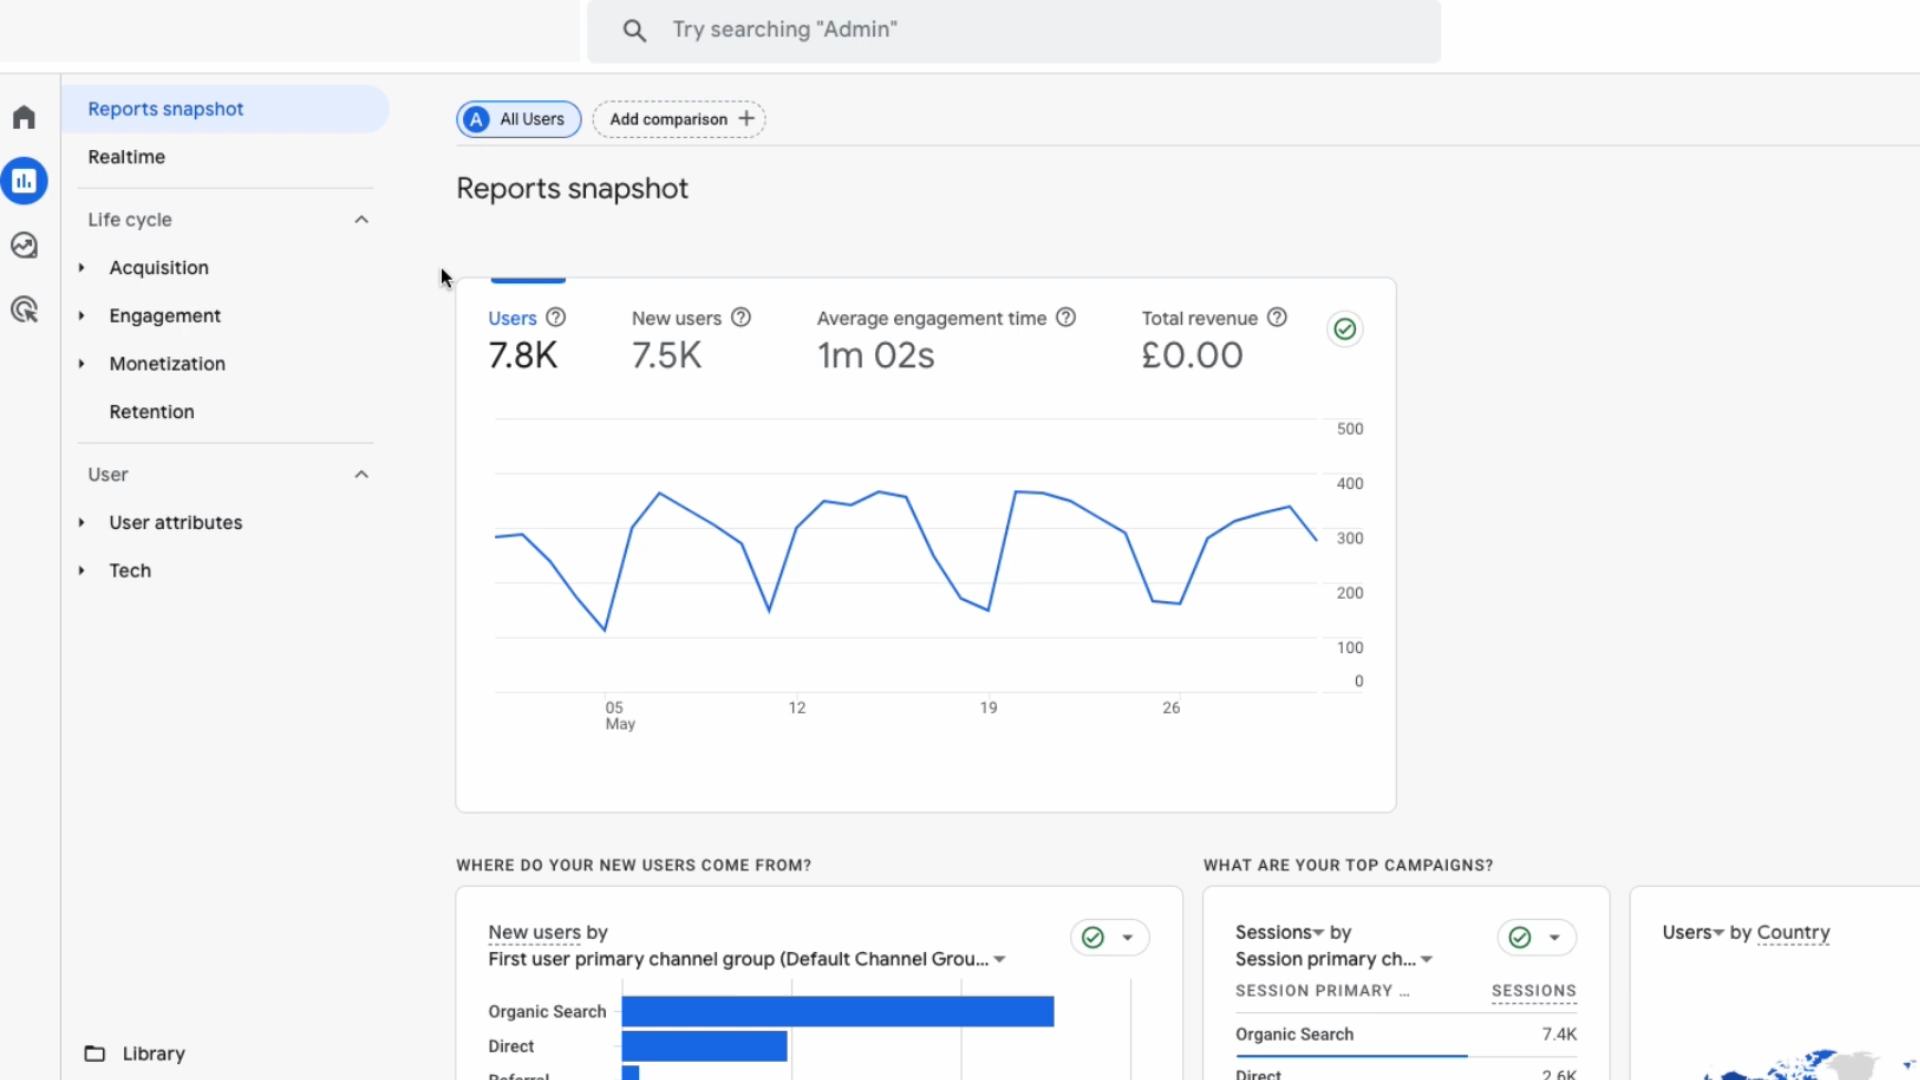 Try searching "Admin"
Reports snapshot
Realtime
Life cycle
Acquisition
Engagement
Monetization
Retention
User
User attributes
Tech
Library
A All Users
Add comparison +
Reports snapshot
Users
7.8K
New users
7.5K
Average engagement time
1m 02s
Total revenue
£0.00
500
400
300
200
100
0
05
May
12
19
26
WHERE DO YOUR NEW USERS COME FROM?
New users by
First user primary channel group (Default Channel Grou...
Organic Search
Direct
Referral
WHAT ARE YOUR TOP CAMPAIGNS?
Sessions by
Session primary ch...
SESSION PRIMARY ...
SESSIONS
Organic Search
7.4K
Direct
2.6K
Users by Country